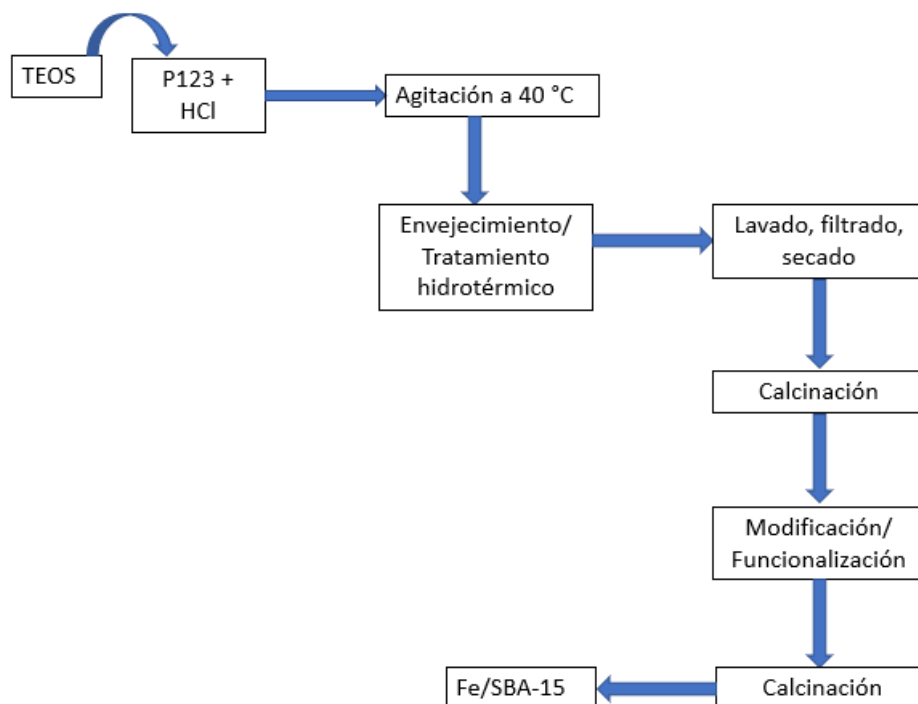 TEOS
P123 +
HCl
Agitación a 40 °C
Envejecimiento/
Tratamiento
hidrotérmico
Lavado, filtrado,
secado
Calcinación
Modificación/
Funcionalización
Calcinación
Fe/SBA-15